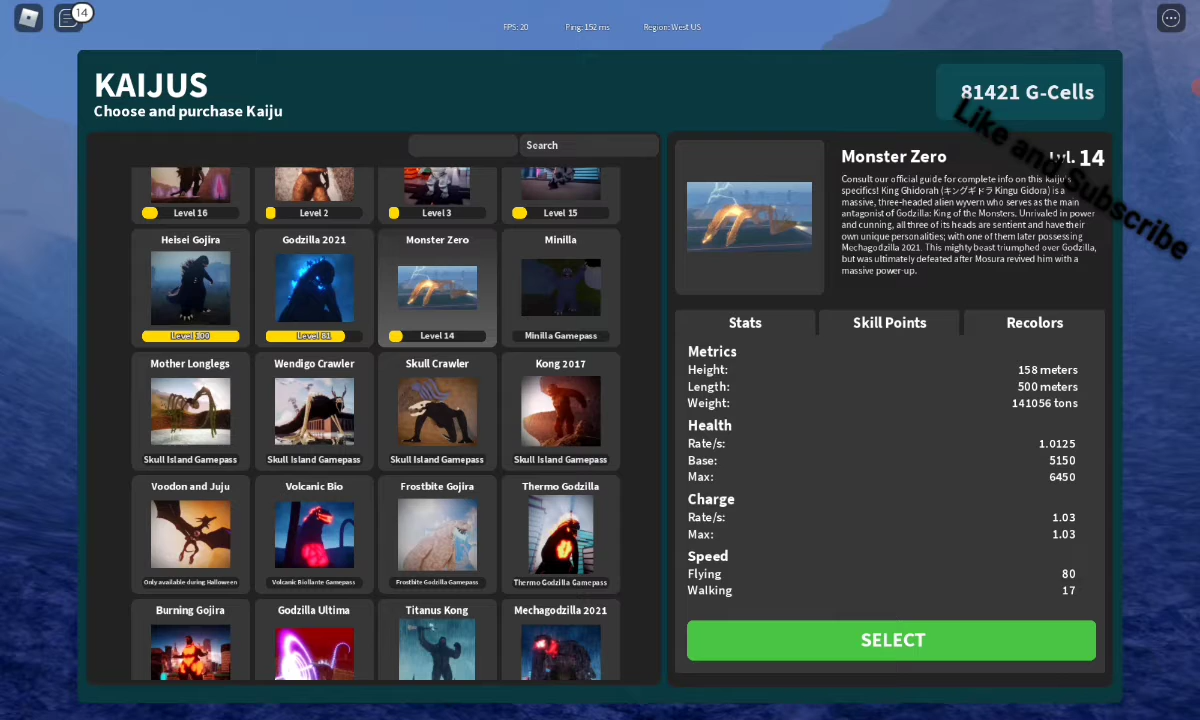 14
FPS: 20 Ping: 152 ms Region: West US
KAIJUS
Choose and purchase Kaiju
81421 G-Cells
Like and Subscribe
Search
Level 16 Level 2 Level 3 Level 15
Heisei Gojira Godzilla 2021 Monster Zero Minilla
Level 100 Level 81 Level 14 Minilla Gamepass
Mother Longlegs Wendigo Crawler Skull Crawler Kong 2017
Skull Island Gamepass Skull Island Gamepass Skull Island Gamepass Skull Island Gamepass
Voodon and Juju Volcanic Bio Frostbite Gojira Thermo Godzilla
Only available during Halloween Volcanic Biollante Gamepass Frostbite Godzilla Gamepass Thermo Godzilla Gamepass
Burning Gojira Godzilla Ultima Titanus Kong Mechagodzilla 2021
Monster Zero Lvl. 14
Consult our official guide for complete info on this kaiju's
specifics! King Ghidorah (キングギドラ Kingu Gidora) is a
massive, three-headed alien wyvern who serves as the main
antagonist of Godzilla: King of the Monsters. Unrivaled in power
and cunning, all three of its heads are sentient and have their
own unique personalities; with one of them later possessing
Mechagodzilla 2021. This mighty beast triumphed over Godzilla,
but was ultimately defeated after Mosura revived him with a
massive power-up.
Stats Skill Points Recolors
Metrics
Height: 158 meters
Length: 500 meters
Weight: 141056 tons
Health
Rate/s: 1.0125
Base: 5150
Max: 6450
Charge
Rate/s: 1.03
Max: 1.03
Speed
Flying 80
Walking 17
SELECT